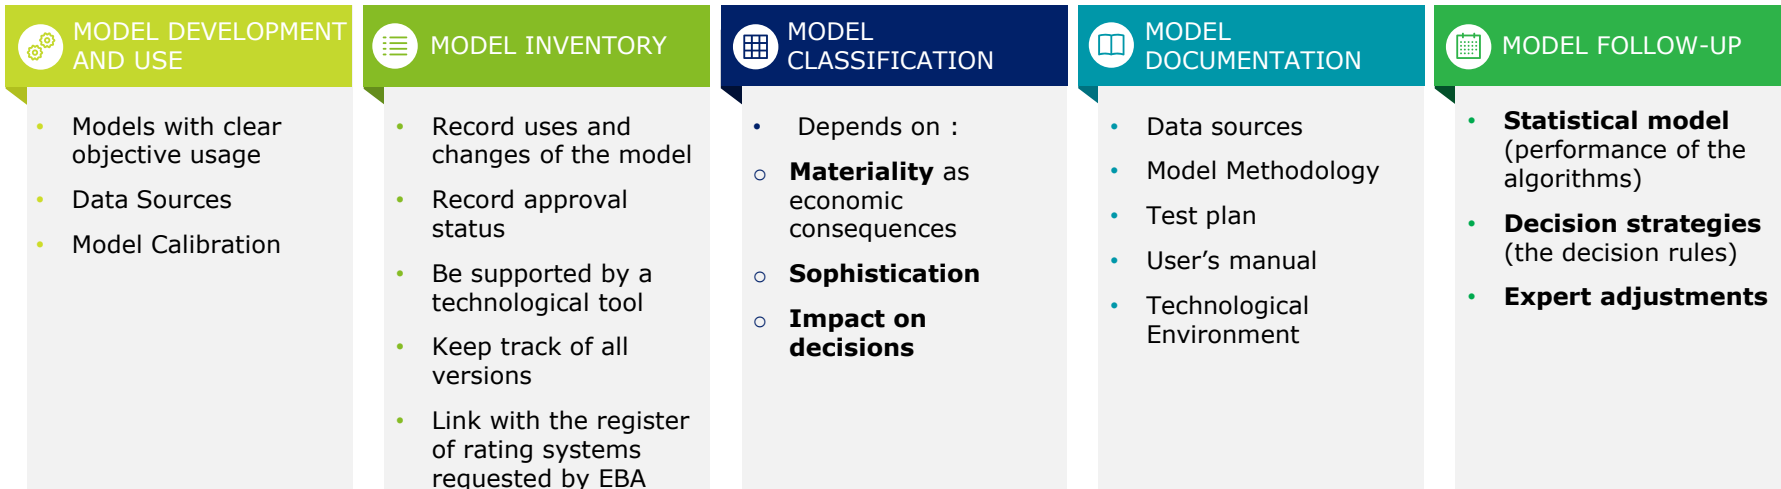 MODEL DEVELOPMENT
AND USE
• Models with clear
objective usage
• Data Sources
• Model Calibration
MODEL INVENTORY
• Record uses and
changes of the model
• Record approval
status
• Be supported by a
technological tool
• Keep track of all
versions
• Link with the register
of rating systems
requested by EBA
MODEL
CLASSIFICATION
• Depends on :
o Materiality as
economic
consequences
o Sophistication
o Impact on
decisions
MODEL
DOCUMENTATION
• Data sources
• Model Methodology
• Test plan
• User’s manual
• Technological
Environment
MODEL FOLLOW-UP
• Statistical model
(performance of the
algorithms)
• Decision strategies
(the decision rules)
• Expert adjustments